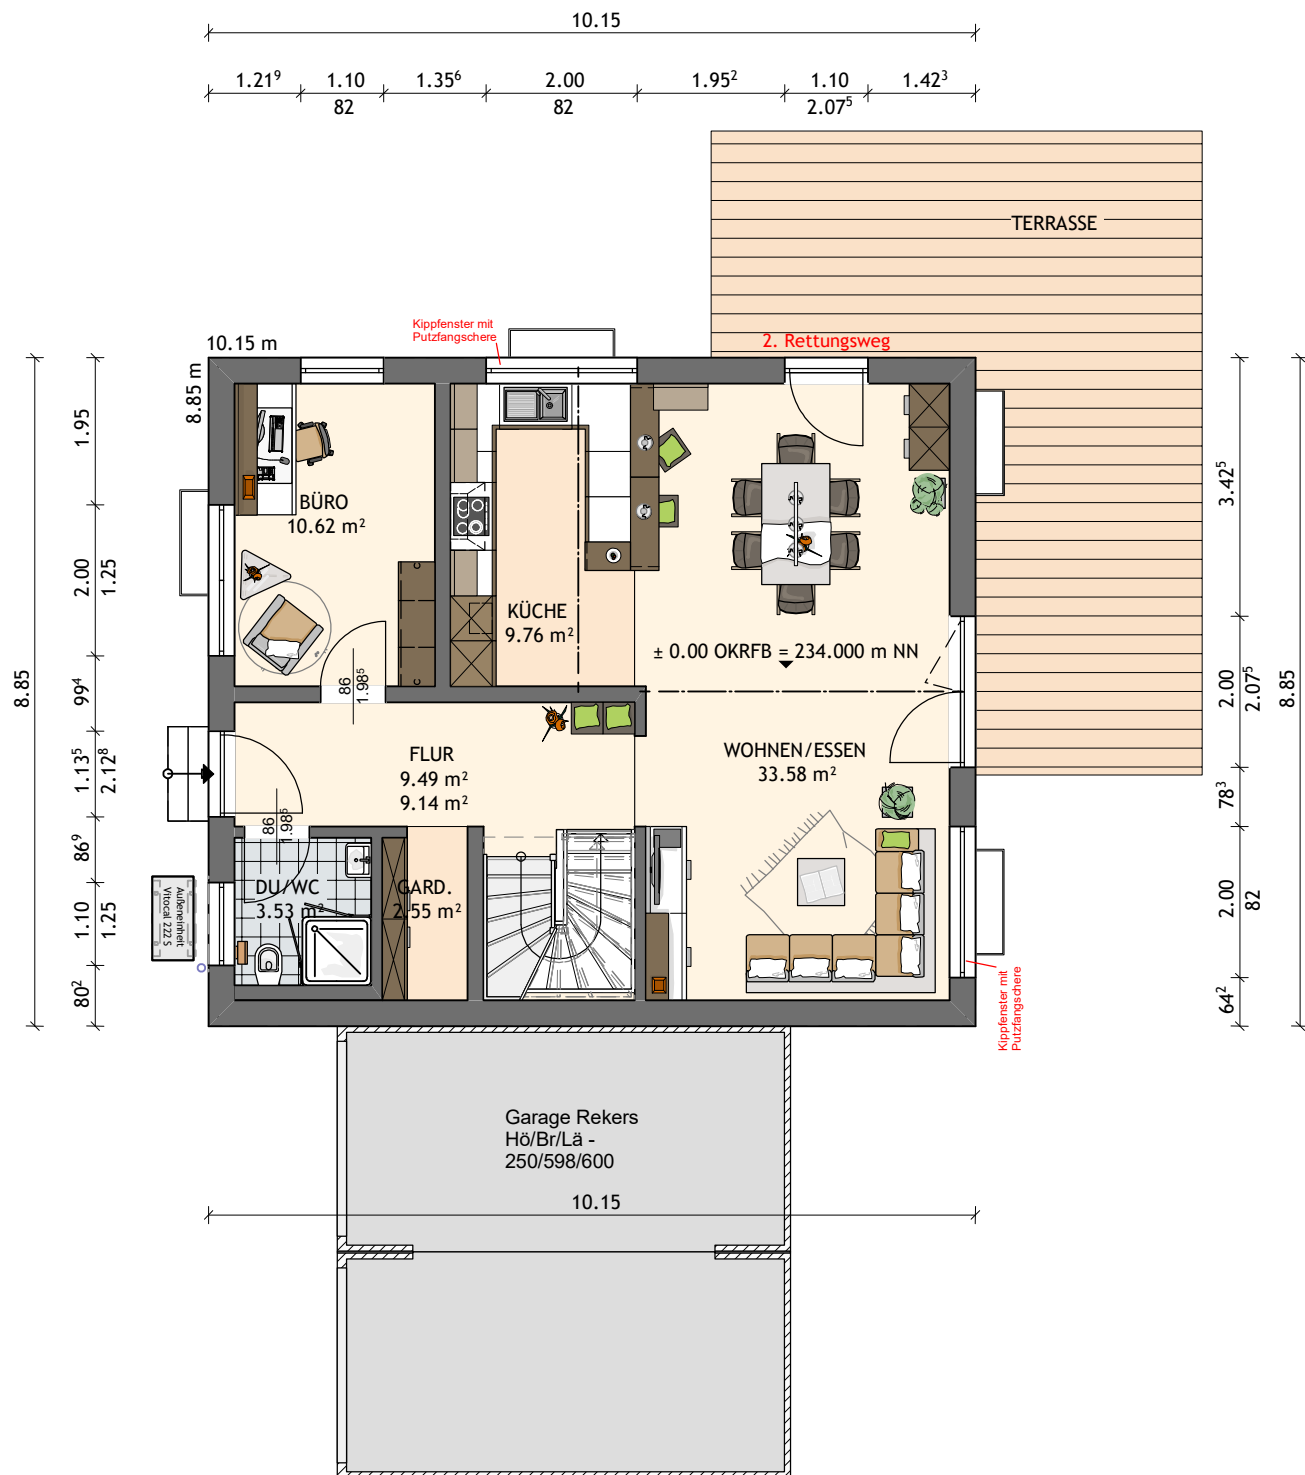 10.15
1.21⁹ 1.10 1.35⁶ 2.00 1.95² 1.10 1.42³
82 82 2.07⁵
TERRASSE
Kippfenster mit
Putzfangschere
2. Rettungsweg
10.15 m
8.85 m
8.85
1.95
2.00
1.25
99⁴
1.13⁵
2.12⁸
86⁹
1.10
1.25
80²
BÜRO
10.62 m²
KÜCHE
9.76 m²
± 0.00 OKRFB = 234.000 m NN
86
1.98⁵
FLUR
9.49 m²
9.14 m²
WOHNEN/ESSEN
33.58 m²
86
1.98⁵
DU/WC
3.53 m²
GARD.
2.55 m²
Außeneinheit
Vitocal 222 S
3.42⁵
2.00
2.07⁵
78³
2.00
82
64²
8.85
Kippfenster mit
Putzfangschere
Garage Rekers
Hö/Br/Lä -
250/598/600
10.15